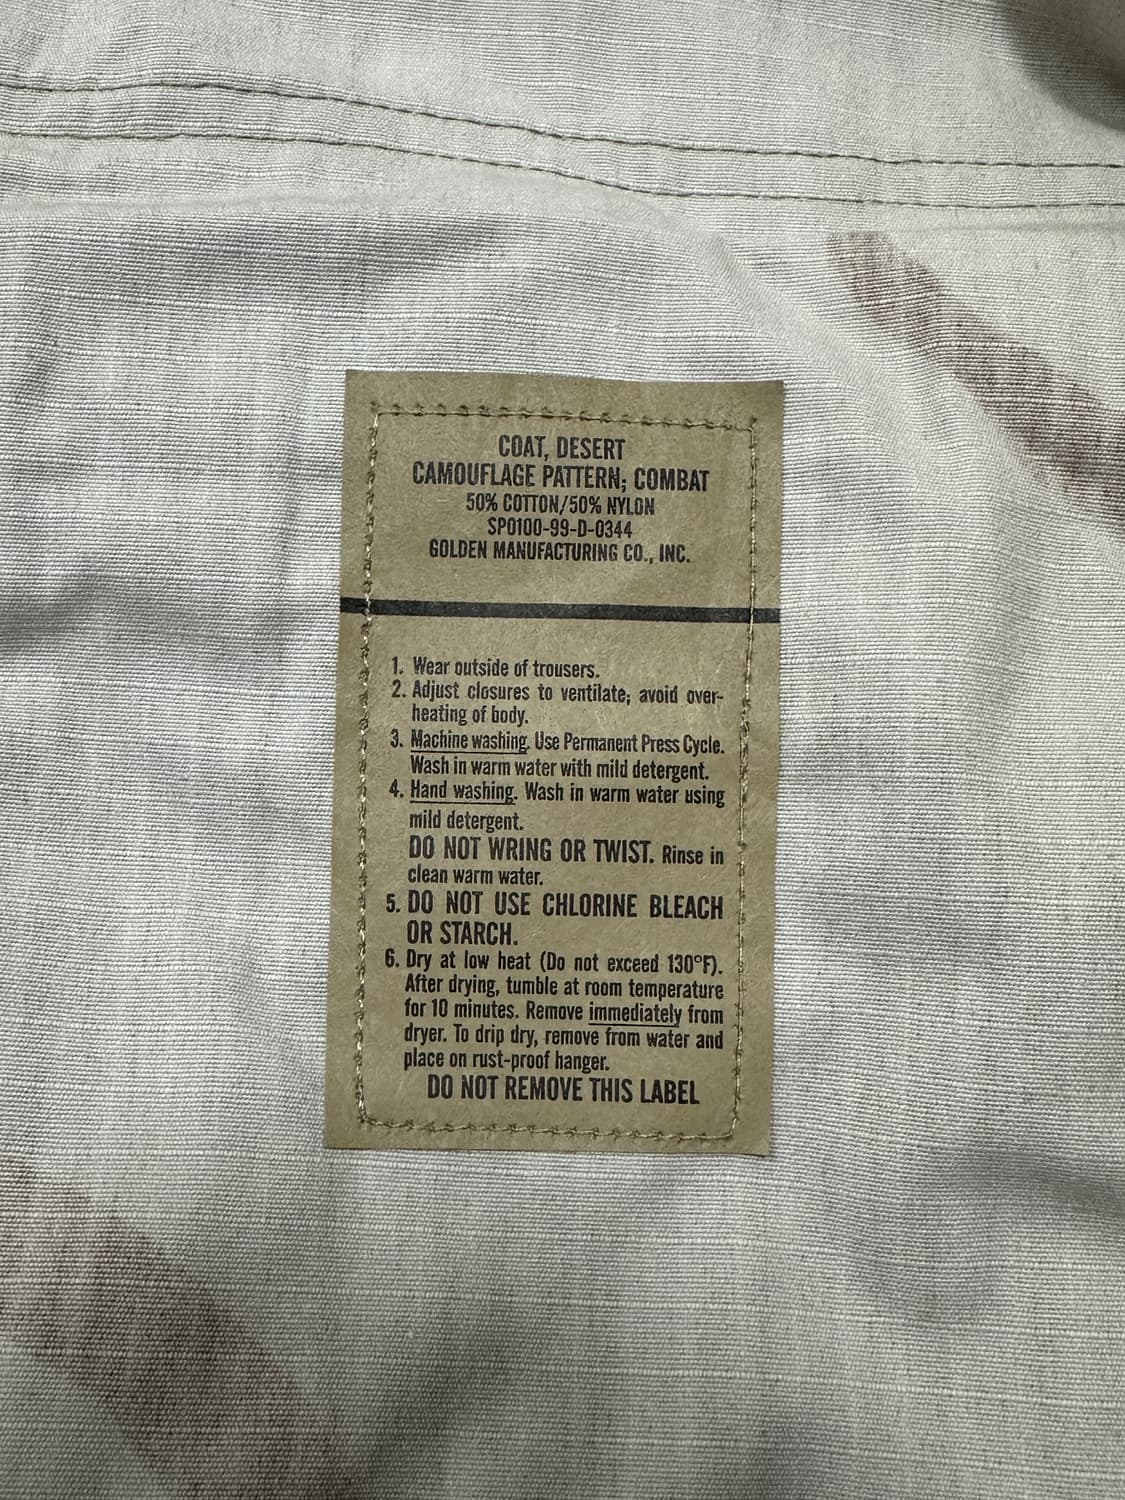 COAT, DESERT
CAMOUFLAGE PATTERN; COMBAT
50% COTTON/50% NYLON
SPO100-99-D-0344
GOLDEN MANUFACTURING CO., INC.
1. Wear outside of trousers.
2. Adjust closures to ventilate; avoid over-
heating of body.
3. Machine washing. Use Permanent Press Cycle.
Wash in warm water with mild detergent.
4. Hand washing. Wash in warm water using
mild detergent.
DO NOT WRING OR TWIST. Rinse in
clean warm water.
5. DO NOT USE CHLORINE BLEACH
OR STARCH.
6. Dry at low heat (Do not exceed 130°F).
After drying, tumble at room temperature
for 10 minutes. Remove immediately from
dryer. To drip dry, remove from water and
place on rust-proof hanger.
DO NOT REMOVE THIS LABEL